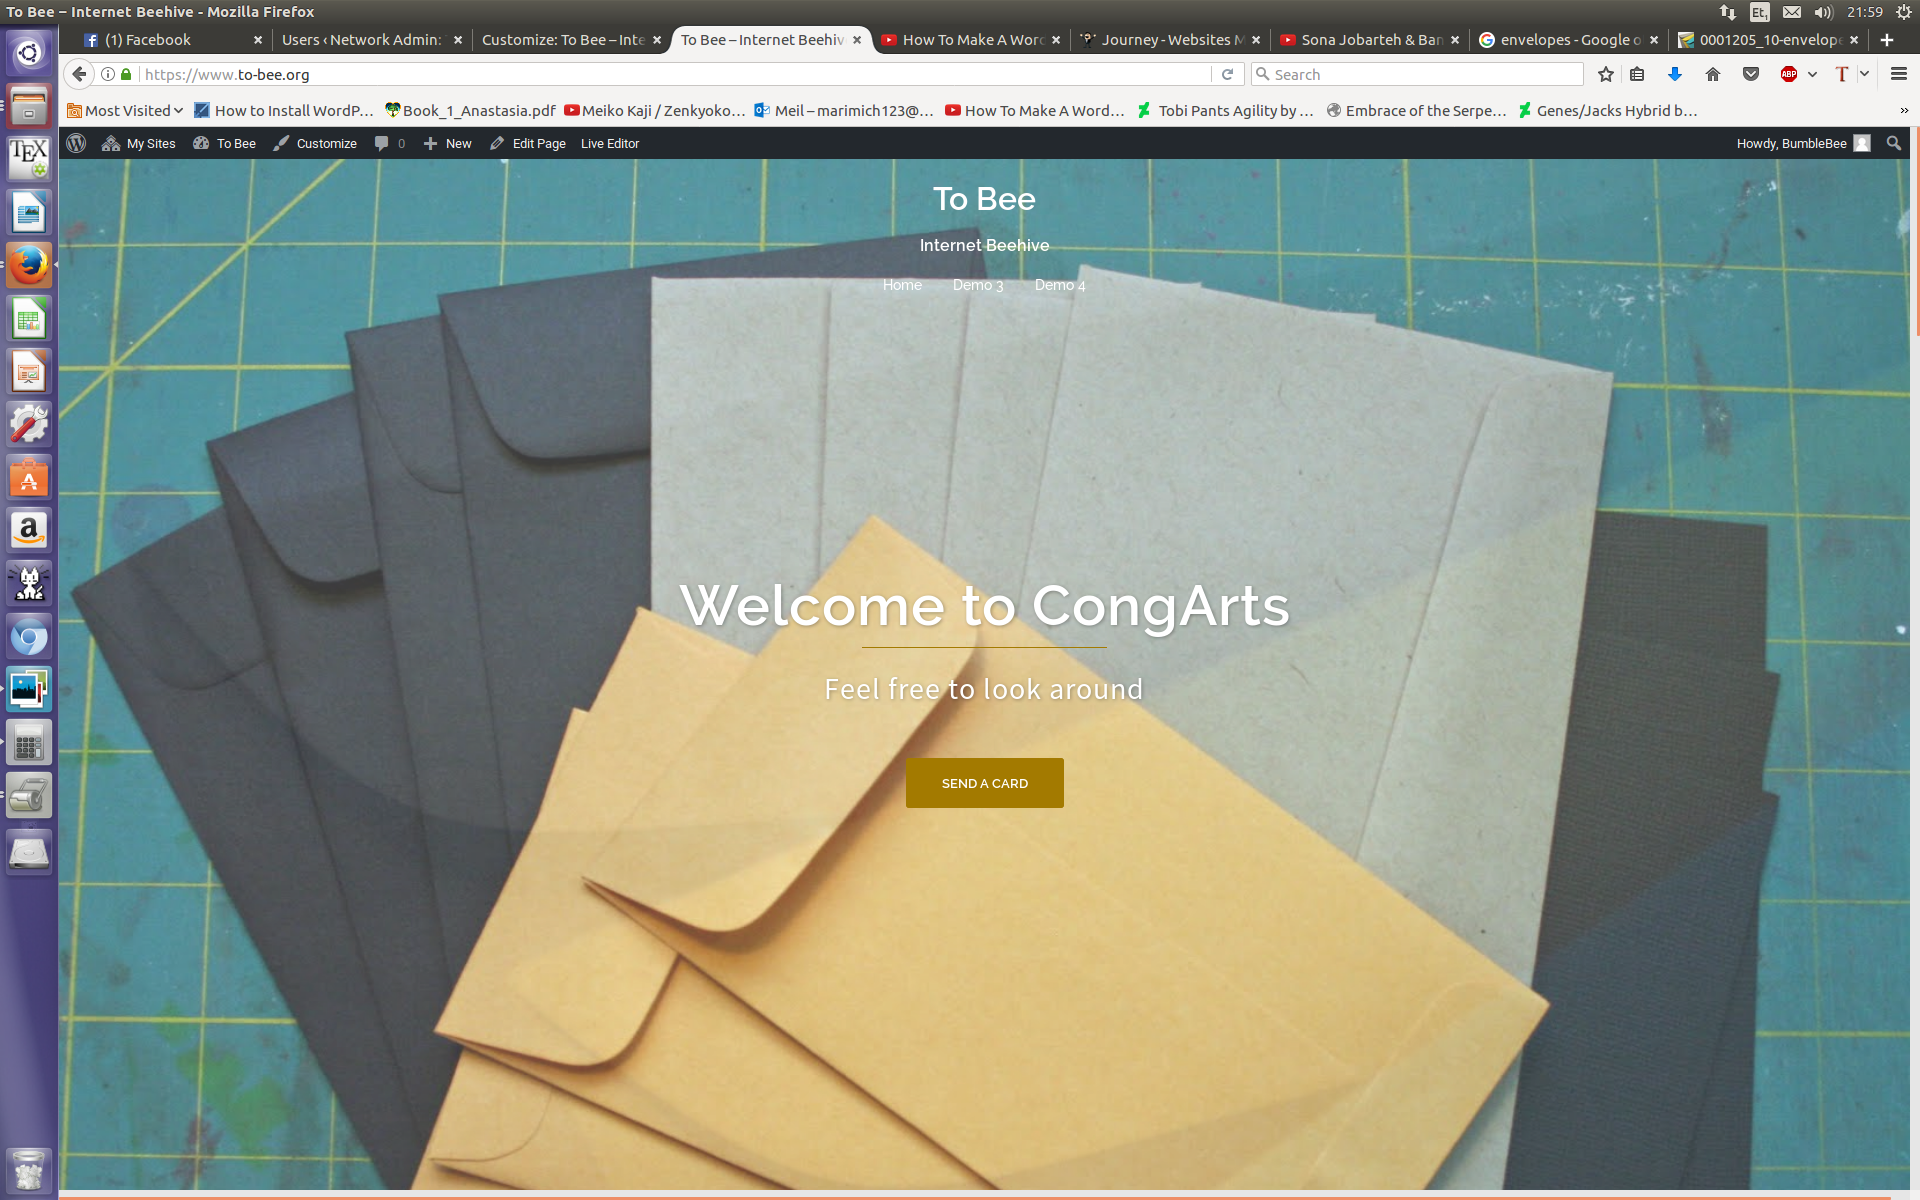 To Bee – Internet Beehive - Mozilla Firefox
Et1
21:59
(1) Facebook
Users ‹ Network Admin:
Customize: To Bee – Inte
To Bee – Internet Beehiv
How To Make A Word
Journey - Websites M
Sona Jobarteh & Ban
envelopes - Google o
0001205_10-envelope
https://www.to-bee.org
Search
ABP
T
Most Visited
How to Install WordP...
Book_1_Anastasia.pdf
Meiko Kaji / Zenkyoko...
Meil – marimich123@...
How To Make A Word...
Tobi Pants Agility by ...
Embrace of the Serpe...
Genes/Jacks Hybrid b...
»
My Sites
To Bee
Customize
0
New
Edit Page
Live Editor
Howdy, BumbleBee
TEX
a
To Bee
Internet Beehive
Home
Demo 3
Demo 4
Welcome to CongArts
Feel free to look around
SEND A CARD